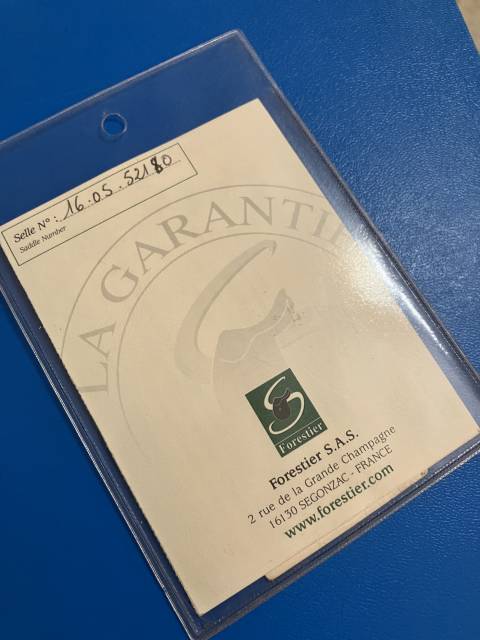 Selle N° : 16.05.52180
Saddle Number
LA GARANTIE
Forestier
Forestier S.A.S.
2 rue de la Grande Champagne
16130 SEGONZAC - FRANCE
www.forestier.com